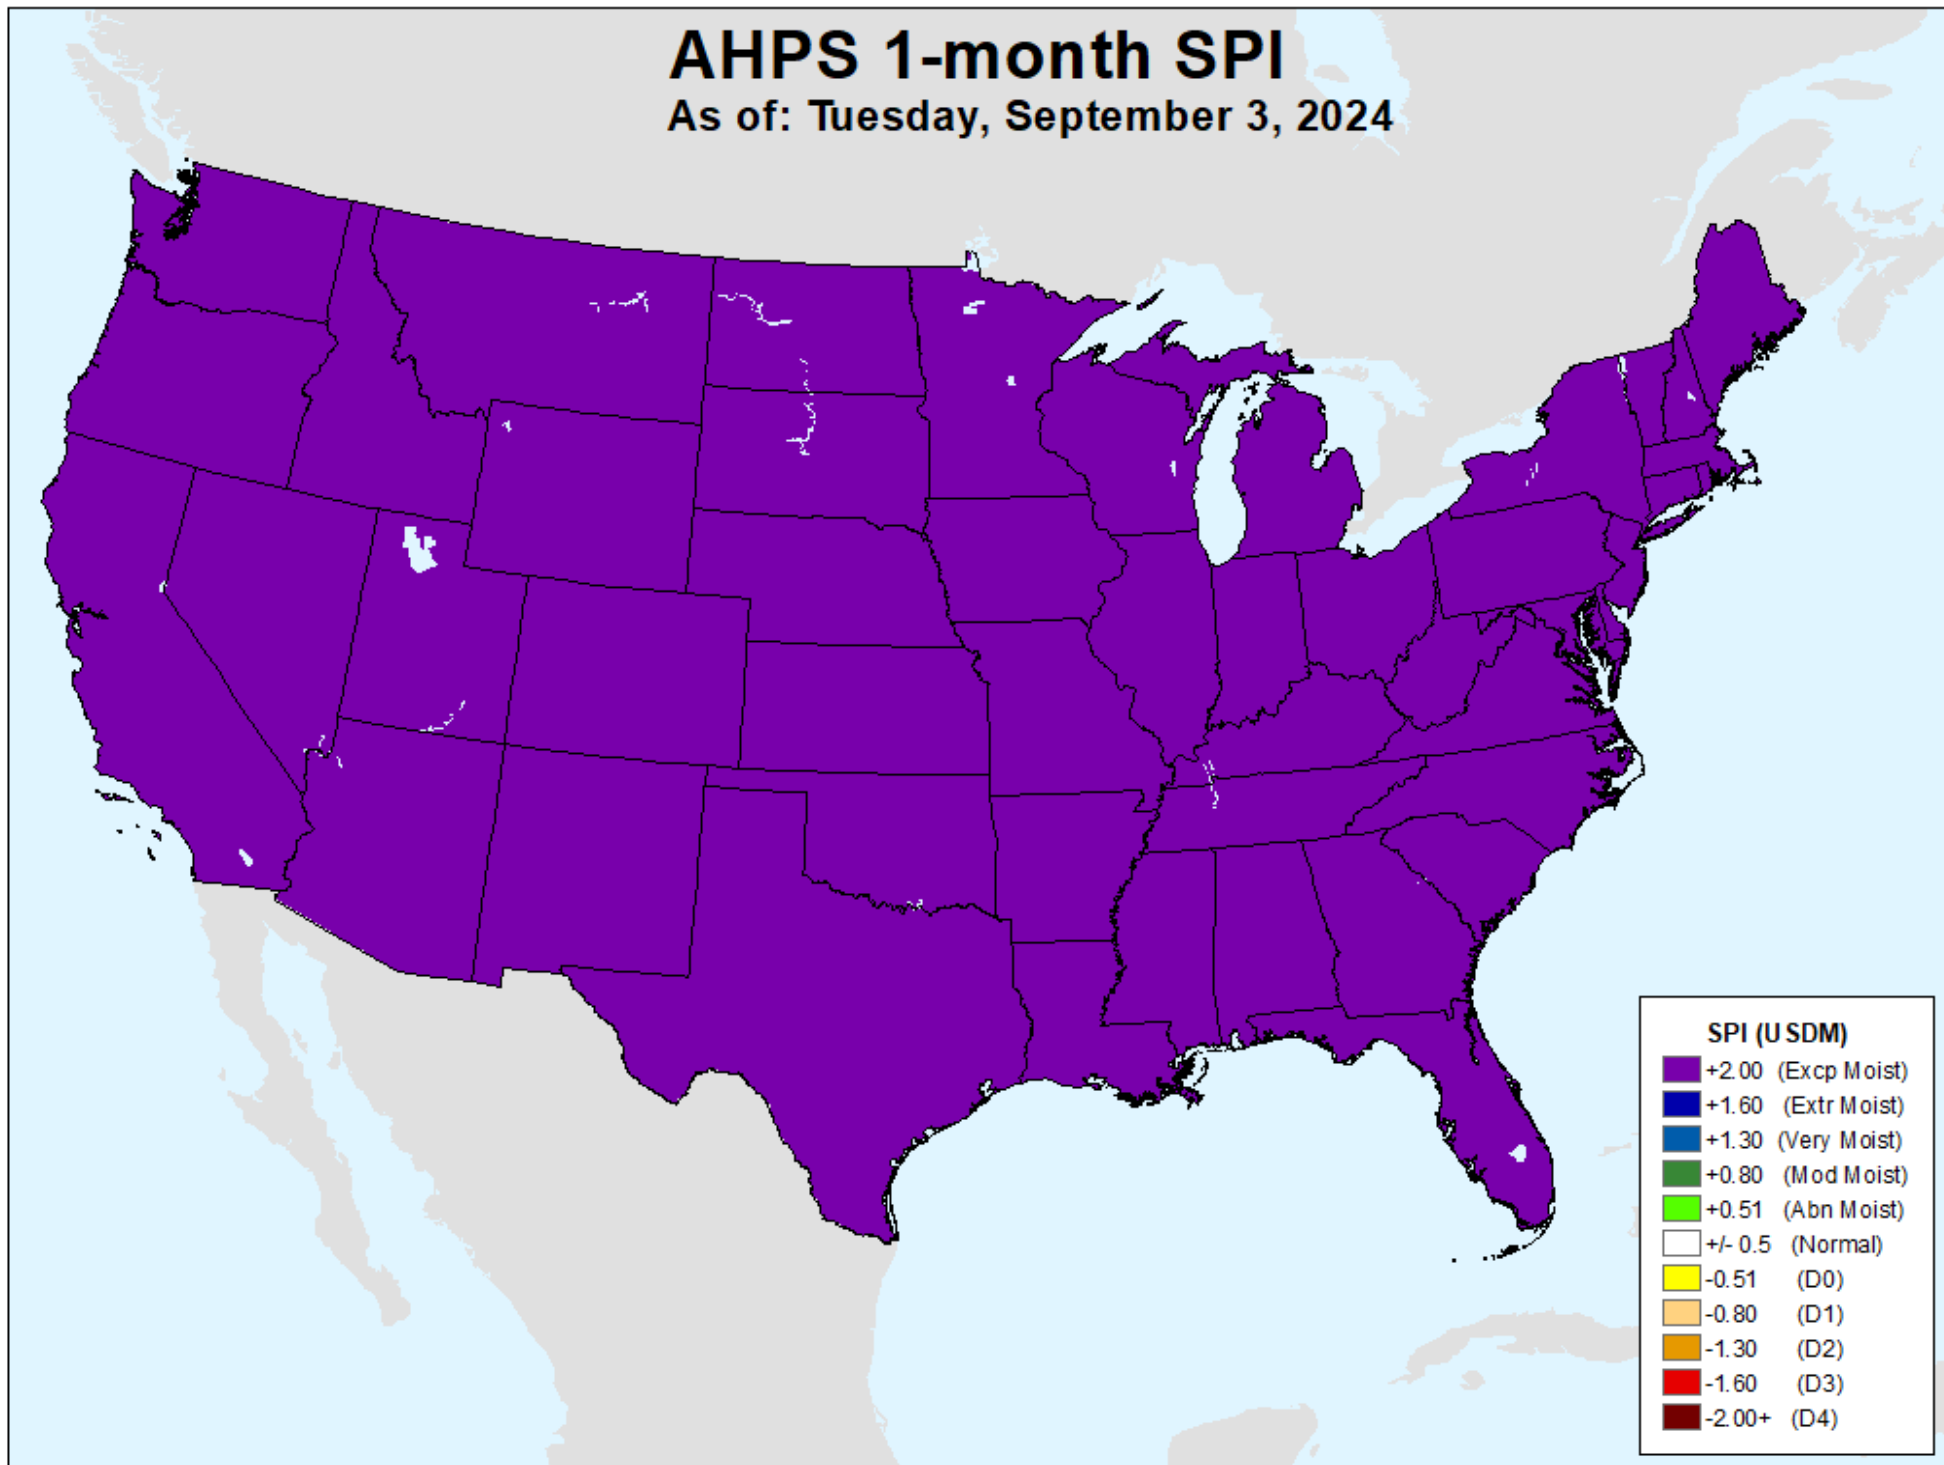 AHPS 1-month SPI
As of: Tuesday, September 3, 2024
SPI (USDM)
+2.00 (Excp Moist)
+1.60 (Extr Moist)
+1.30 (Very Moist)
+0.80 (Mod Moist)
+0.51 (Abn Moist)
+/- 0.5 (Normal)
-0.51 (D0)
-0.80 (D1)
-1.30 (D2)
-1.60 (D3)
-2.00+ (D4)